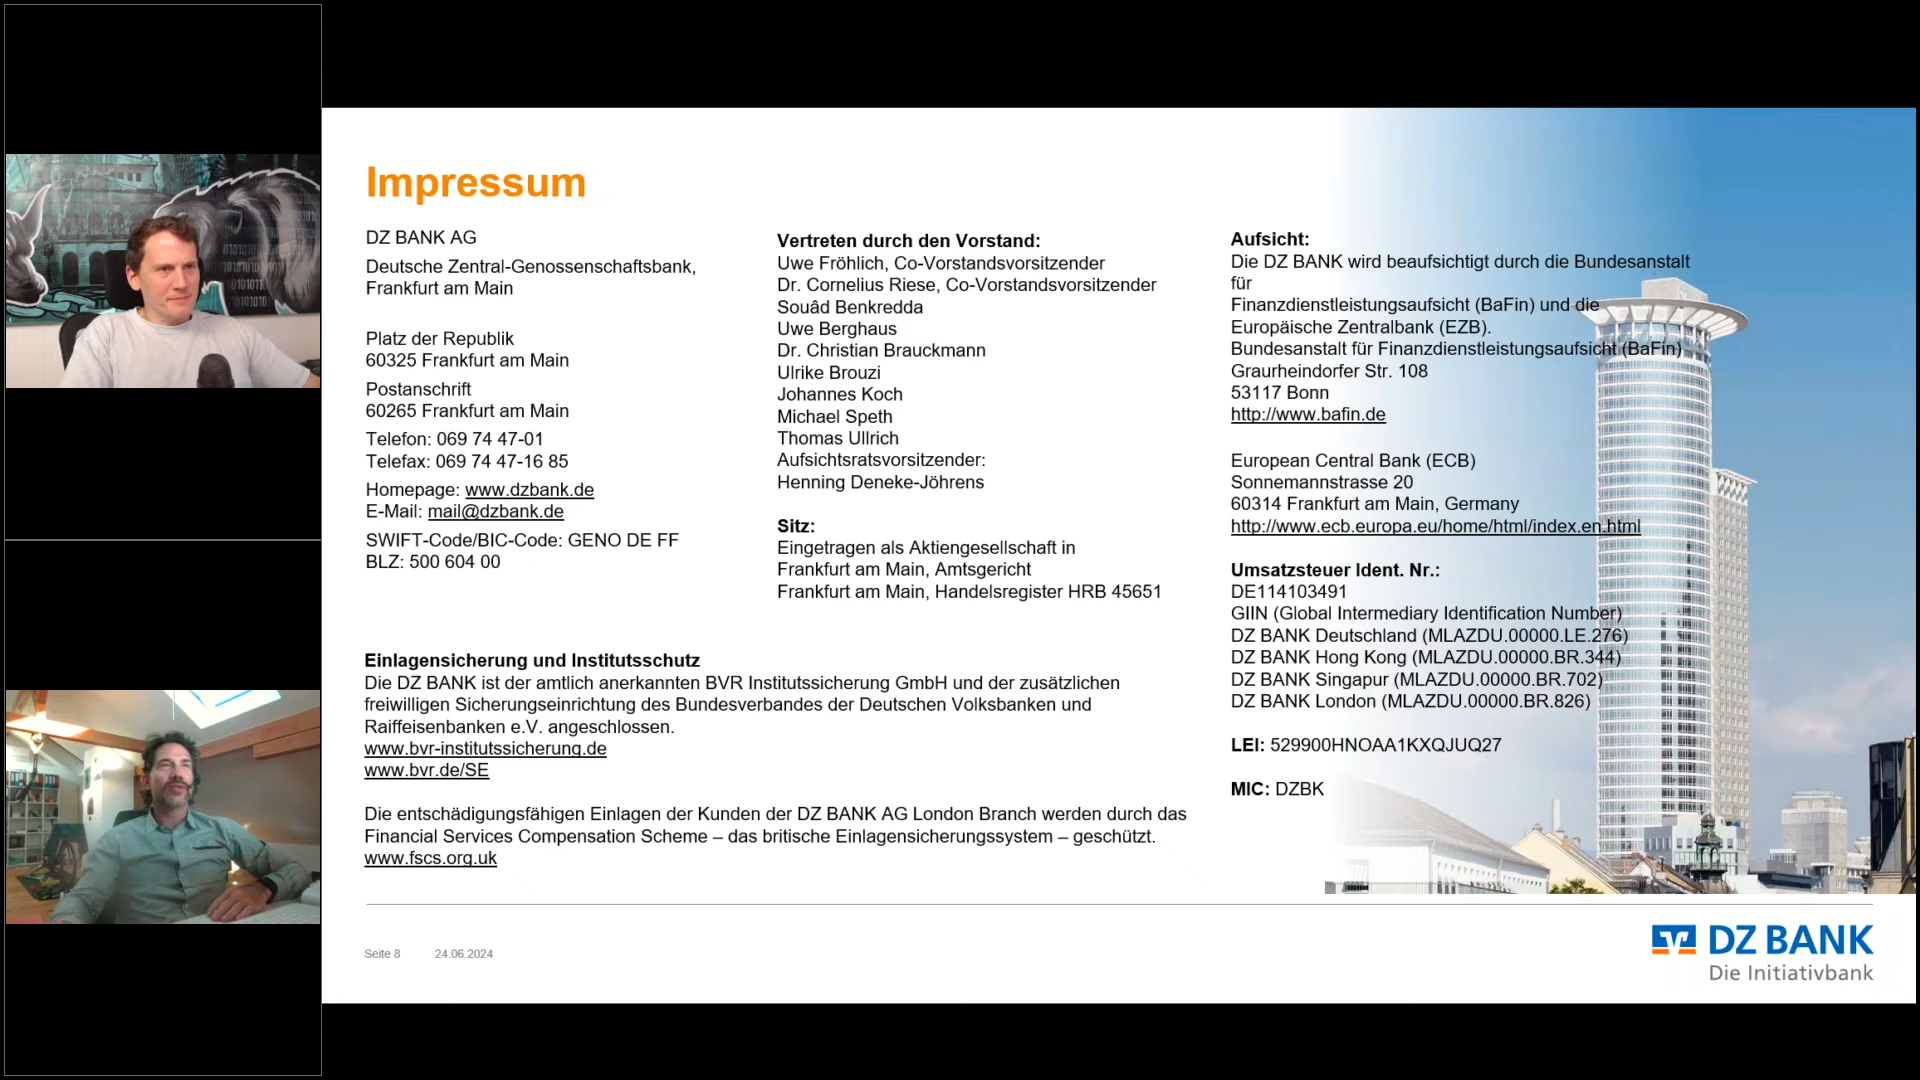 Impressum
DZ BANK AG
Deutsche Zentral-Genossenschaftsbank,
Frankfurt am Main
Platz der Republik
60325 Frankfurt am Main
Postanschrift
60265 Frankfurt am Main
Telefon: 069 74 47-01
Telefax: 069 74 47-16 85
Homepage: www.dzbank.de
E-Mail: mail@dzbank.de
SWIFT-Code/BIC-Code: GENO DE FF
BLZ: 500 604 00
Vertreten durch den Vorstand:
Uwe Fröhlich, Co-Vorstandsvorsitzender
Dr. Cornelius Riese, Co-Vorstandsvorsitzender
Souâd Benkredda
Uwe Berghaus
Dr. Christian Brauckmann
Ulrike Brouzi
Johannes Koch
Michael Speth
Thomas Ullrich
Aufsichtsratsvorsitzender:
Henning Deneke-Jöhrens
Sitz:
Eingetragen als Aktiengesellschaft in
Frankfurt am Main, Amtsgericht
Frankfurt am Main, Handelsregister HRB 45651
Aufsicht:
Die DZ BANK wird beaufsichtigt durch die Bundesanstalt
für
Finanzdienstleistungsaufsicht (BaFin) und die
Europäische Zentralbank (EZB).
Bundesanstalt für Finanzdienstleistungsaufsicht (BaFin)
Graurheindorfer Str. 108
53117 Bonn
http://www.bafin.de
European Central Bank (ECB)
Sonnemannstrasse 20
60314 Frankfurt am Main, Germany
http://www.ecb.europa.eu/home/html/index.en.html
Umsatzsteuer Ident. Nr.:
DE114103491
GIIN (Global Intermediary Identification Number)
DZ BANK Deutschland (MLAZDU.00000.LE.276)
DZ BANK Hong Kong (MLAZDU.00000.BR.344)
DZ BANK Singapur (MLAZDU.00000.BR.702)
DZ BANK London (MLAZDU.00000.BR.826)
LEI: 529900HNOAA1KXQJUQ27
MIC: DZBK
Einlagensicherung und Institutsschutz
Die DZ BANK ist der amtlich anerkannten BVR Institutssicherung GmbH und der zusätzlichen
freiwilligen Sicherungseinrichtung des Bundesverbandes der Deutschen Volksbanken und
Raiffeisenbanken e.V. angeschlossen.
www.bvr-institutssicherung.de
www.bvr.de/SE
Die entschädigungsfähigen Einlagen der Kunden der DZ BANK AG London Branch werden durch das
Financial Services Compensation Scheme – das britische Einlagensicherungssystem – geschützt.
www.fscs.org.uk
Seite 8 24.06.2024
DZ BANK
Die Initiativbank